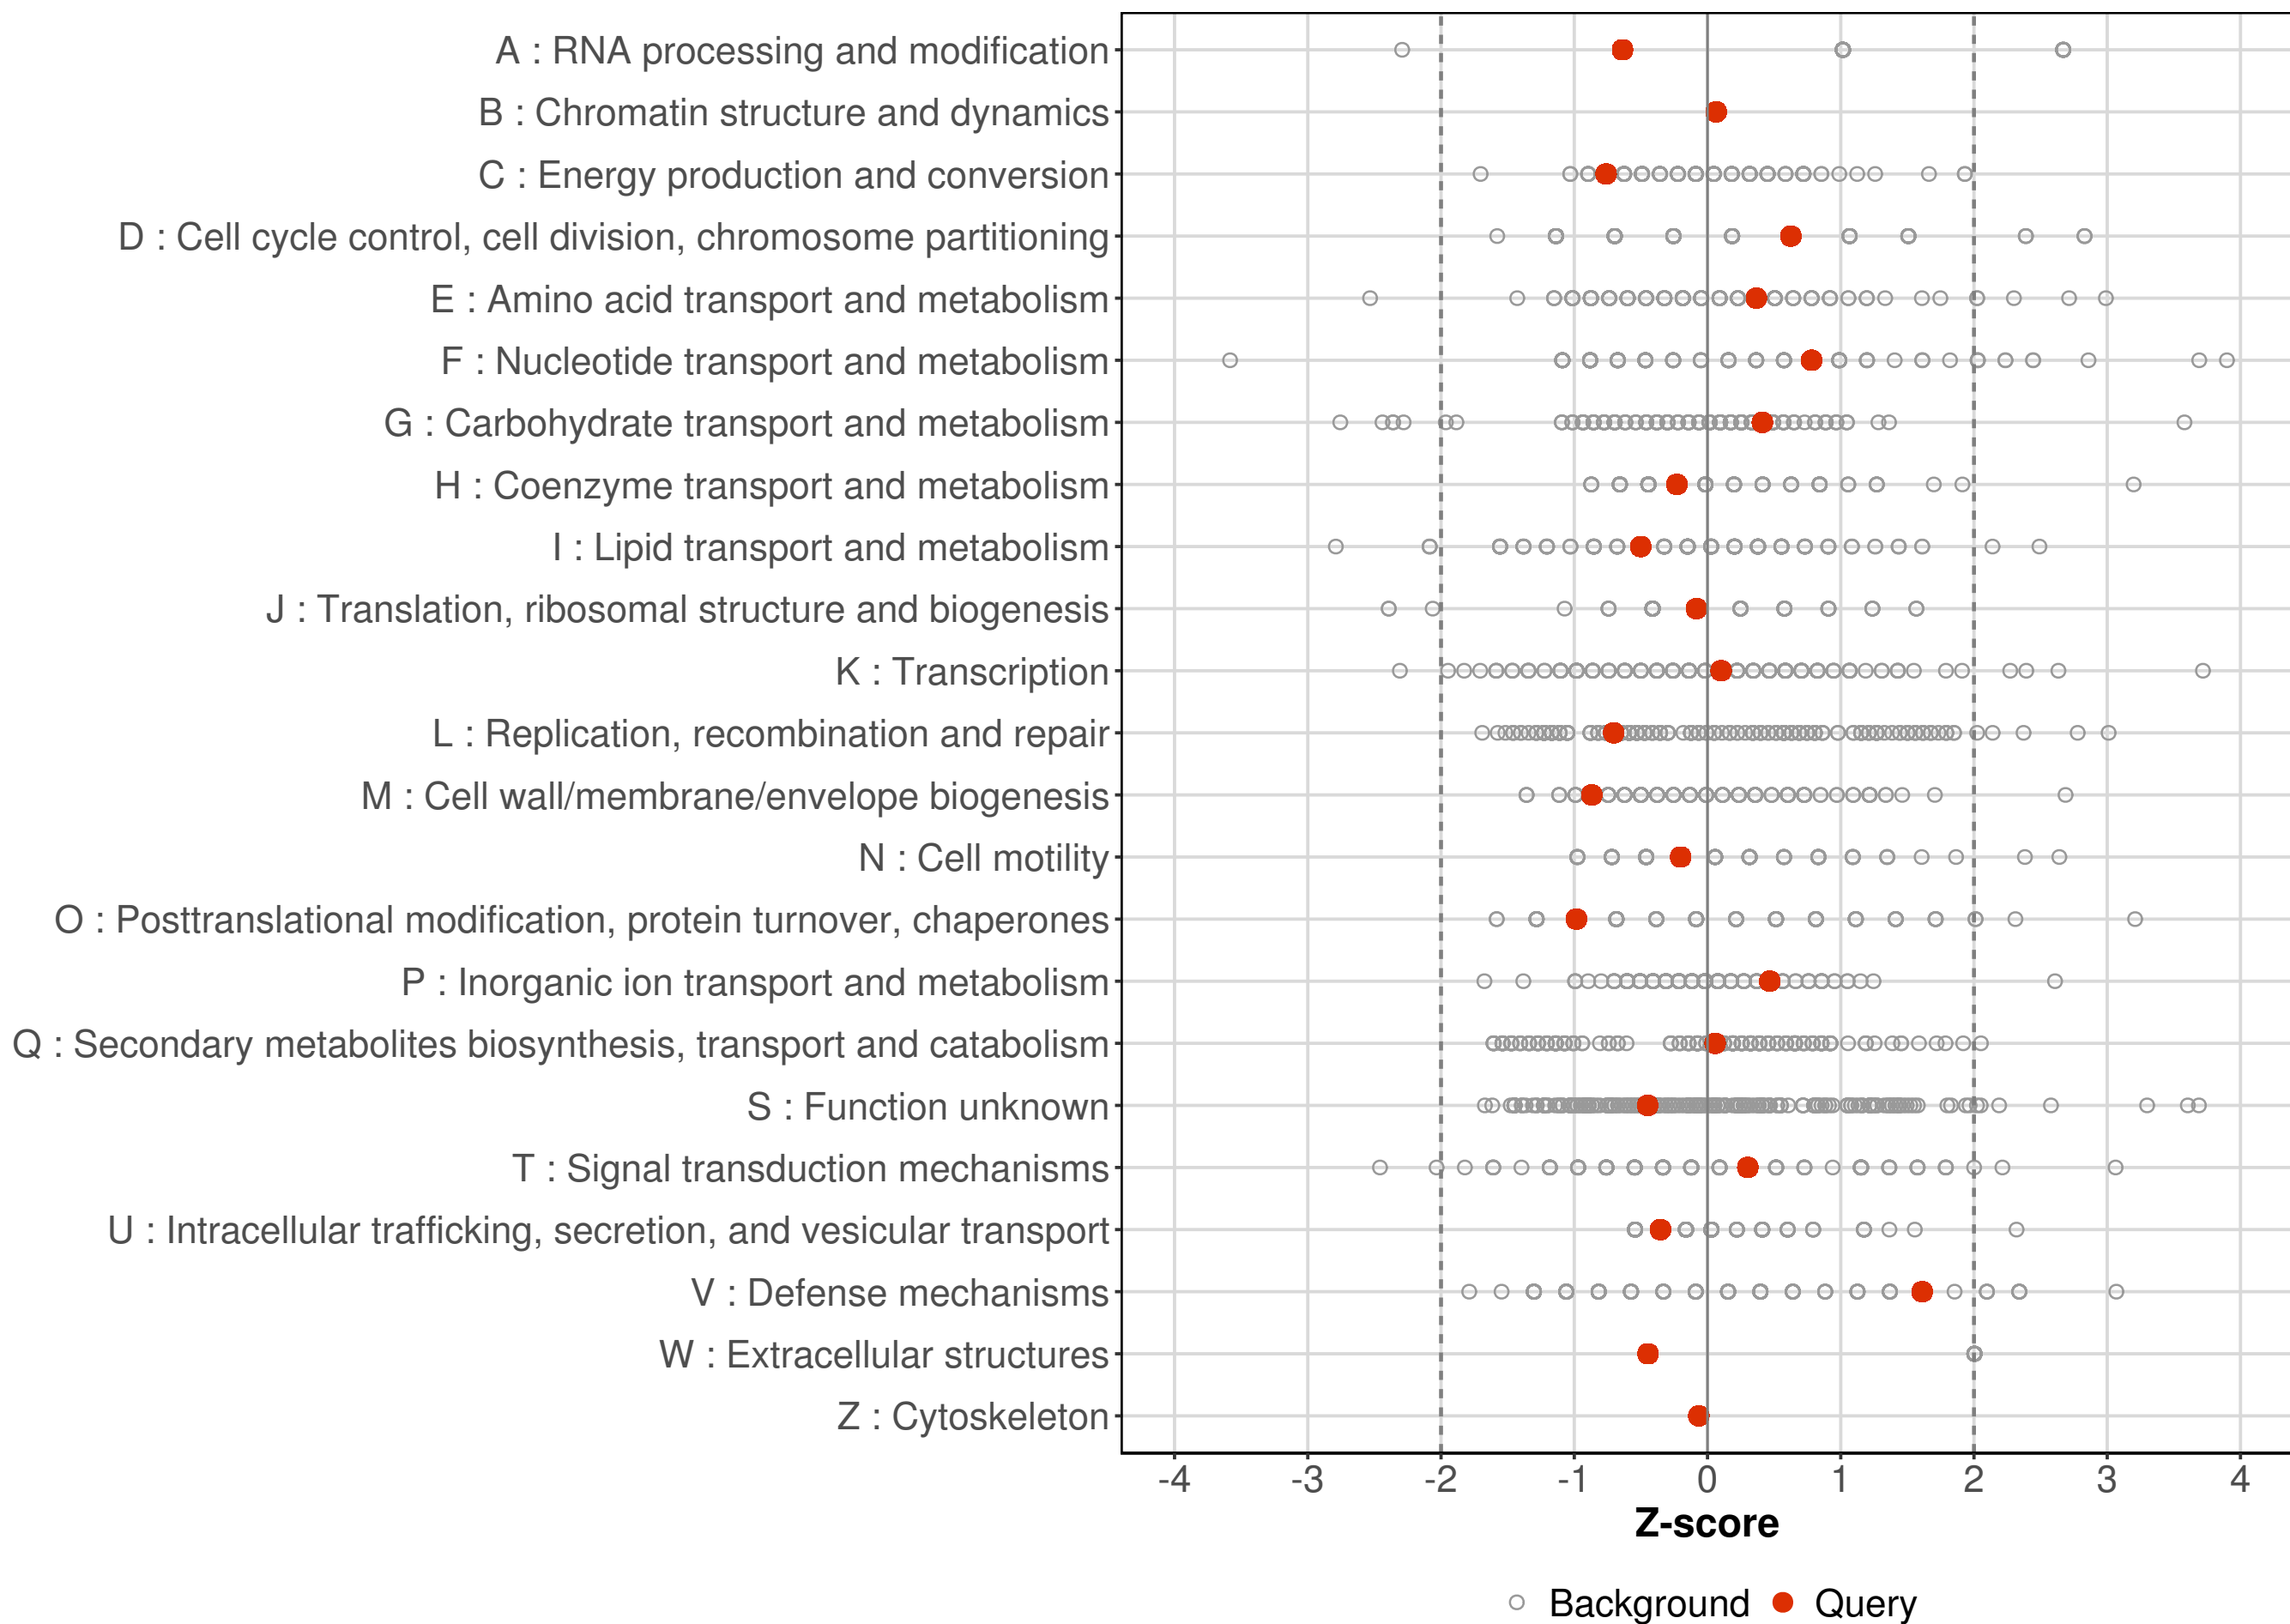 A : RNA processing and modification
B : Chromatin structure and dynamics
C : Energy production and conversion
D : Cell cycle control, cell division, chromosome partitioning
E : Amino acid transport and metabolism
F : Nucleotide transport and metabolism
G : Carbohydrate transport and metabolism
H : Coenzyme transport and metabolism
I : Lipid transport and metabolism
J : Translation, ribosomal structure and biogenesis
K : Transcription
L : Replication, recombination and repair
M : Cell wall/membrane/envelope biogenesis
N : Cell motility
O : Posttranslational modification, protein turnover, chaperones
P : Inorganic ion transport and metabolism
Q : Secondary metabolites biosynthesis, transport and catabolism
S : Function unknown
T : Signal transduction mechanisms
U : Intracellular trafficking, secretion, and vesicular transport
V : Defense mechanisms
W : Extracellular structures
Z : Cytoskeleton
-4 -3 -2 -1 0 1 2 3 4
Z-score
Background Query